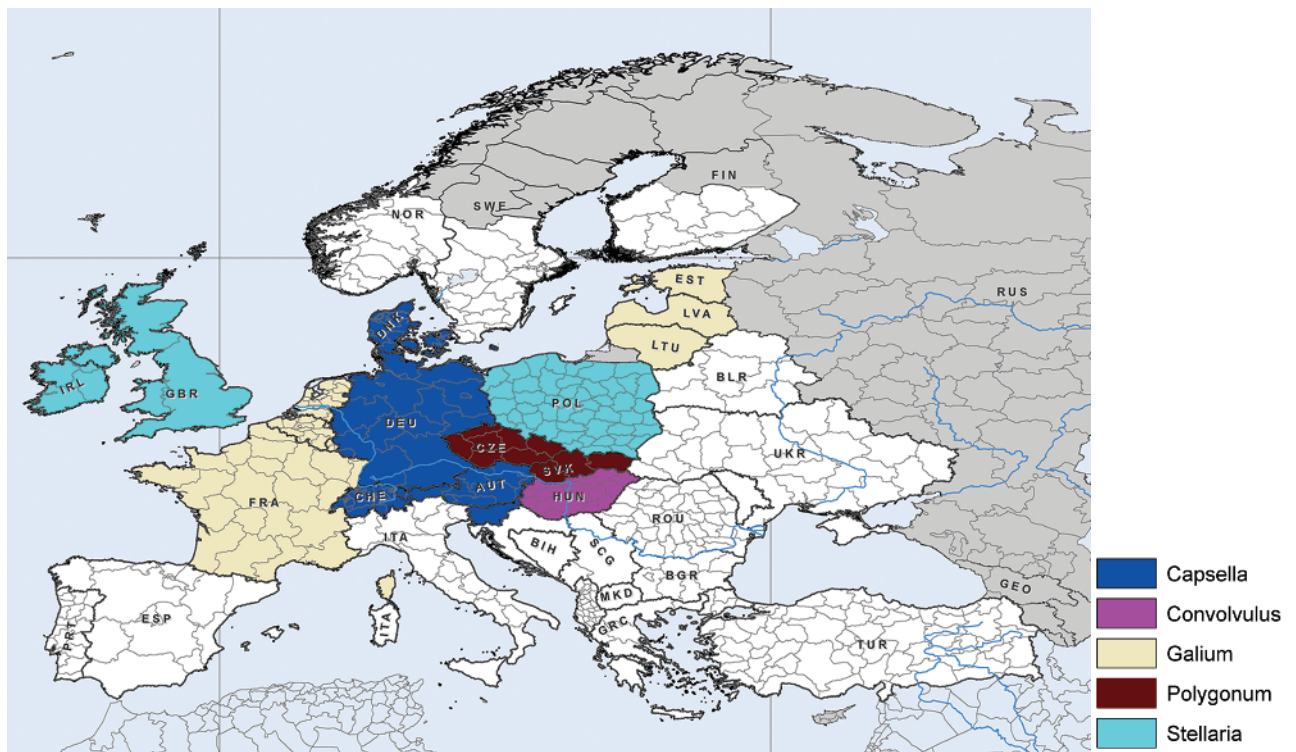 FIN
NOR
SWE
EST
RUS
LVA
DNK
LTU
BLR
IRL
GBR
POL
DEU
CZE
UKR
SVK
AUT
CHE
HUN
FRA
ROU
ITA
BIH
SCG
BGR
GEO
MKD
ESP
PRT
ITA
GRC
TUR
Capsella
Convolvulus
Galium
Polygonum
Stellaria